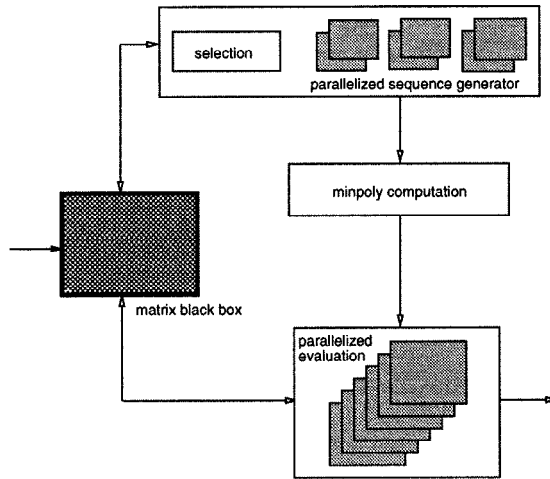 selection
parallelized sequence generator
minpoly computation
matrix black box
parallelized
evaluation